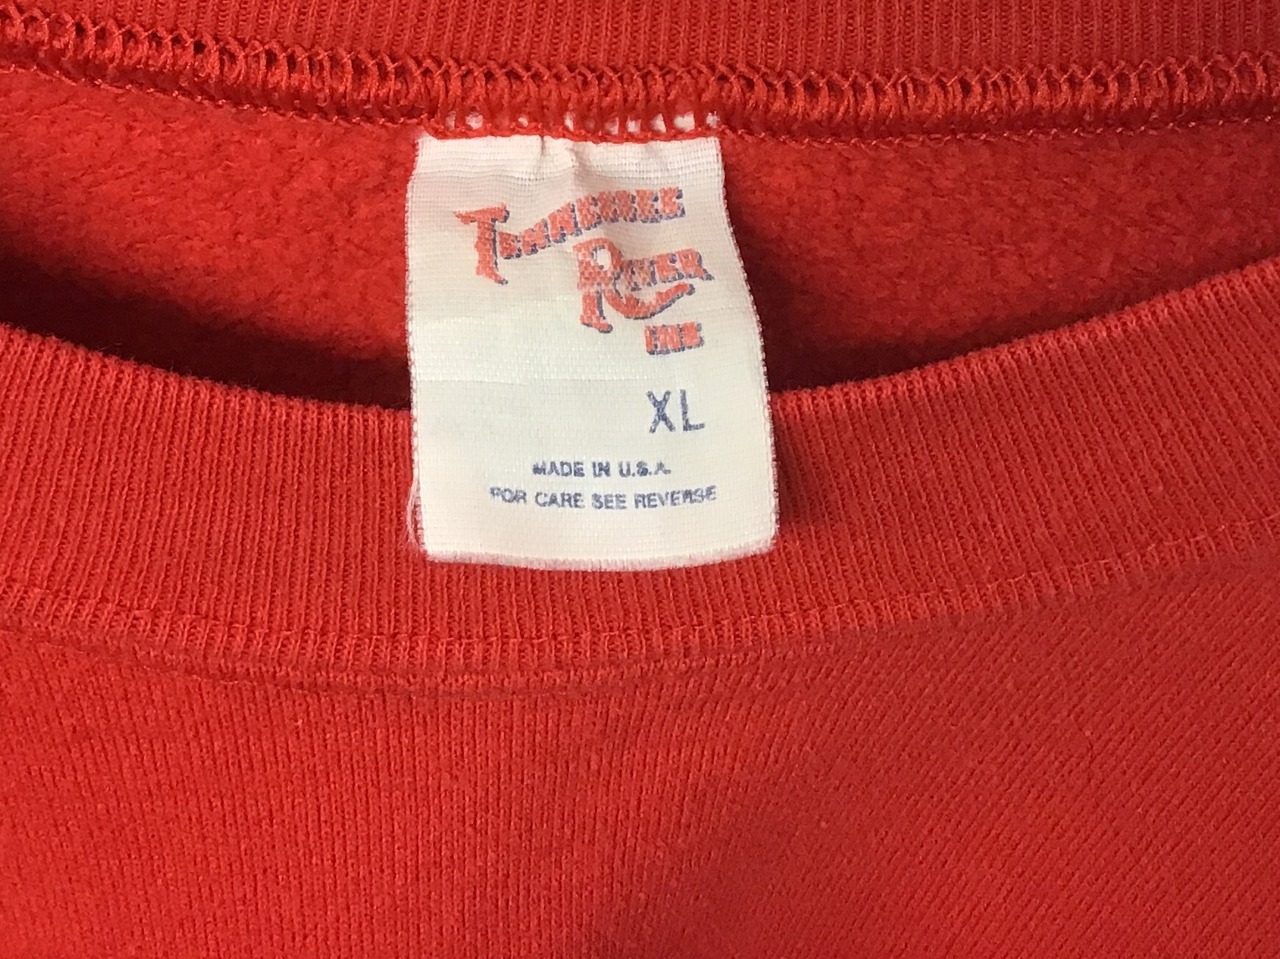 TENNESSEE
RIVER
INC
XL
MADE IN U.S.A.
FOR CARE SEE REVERSE